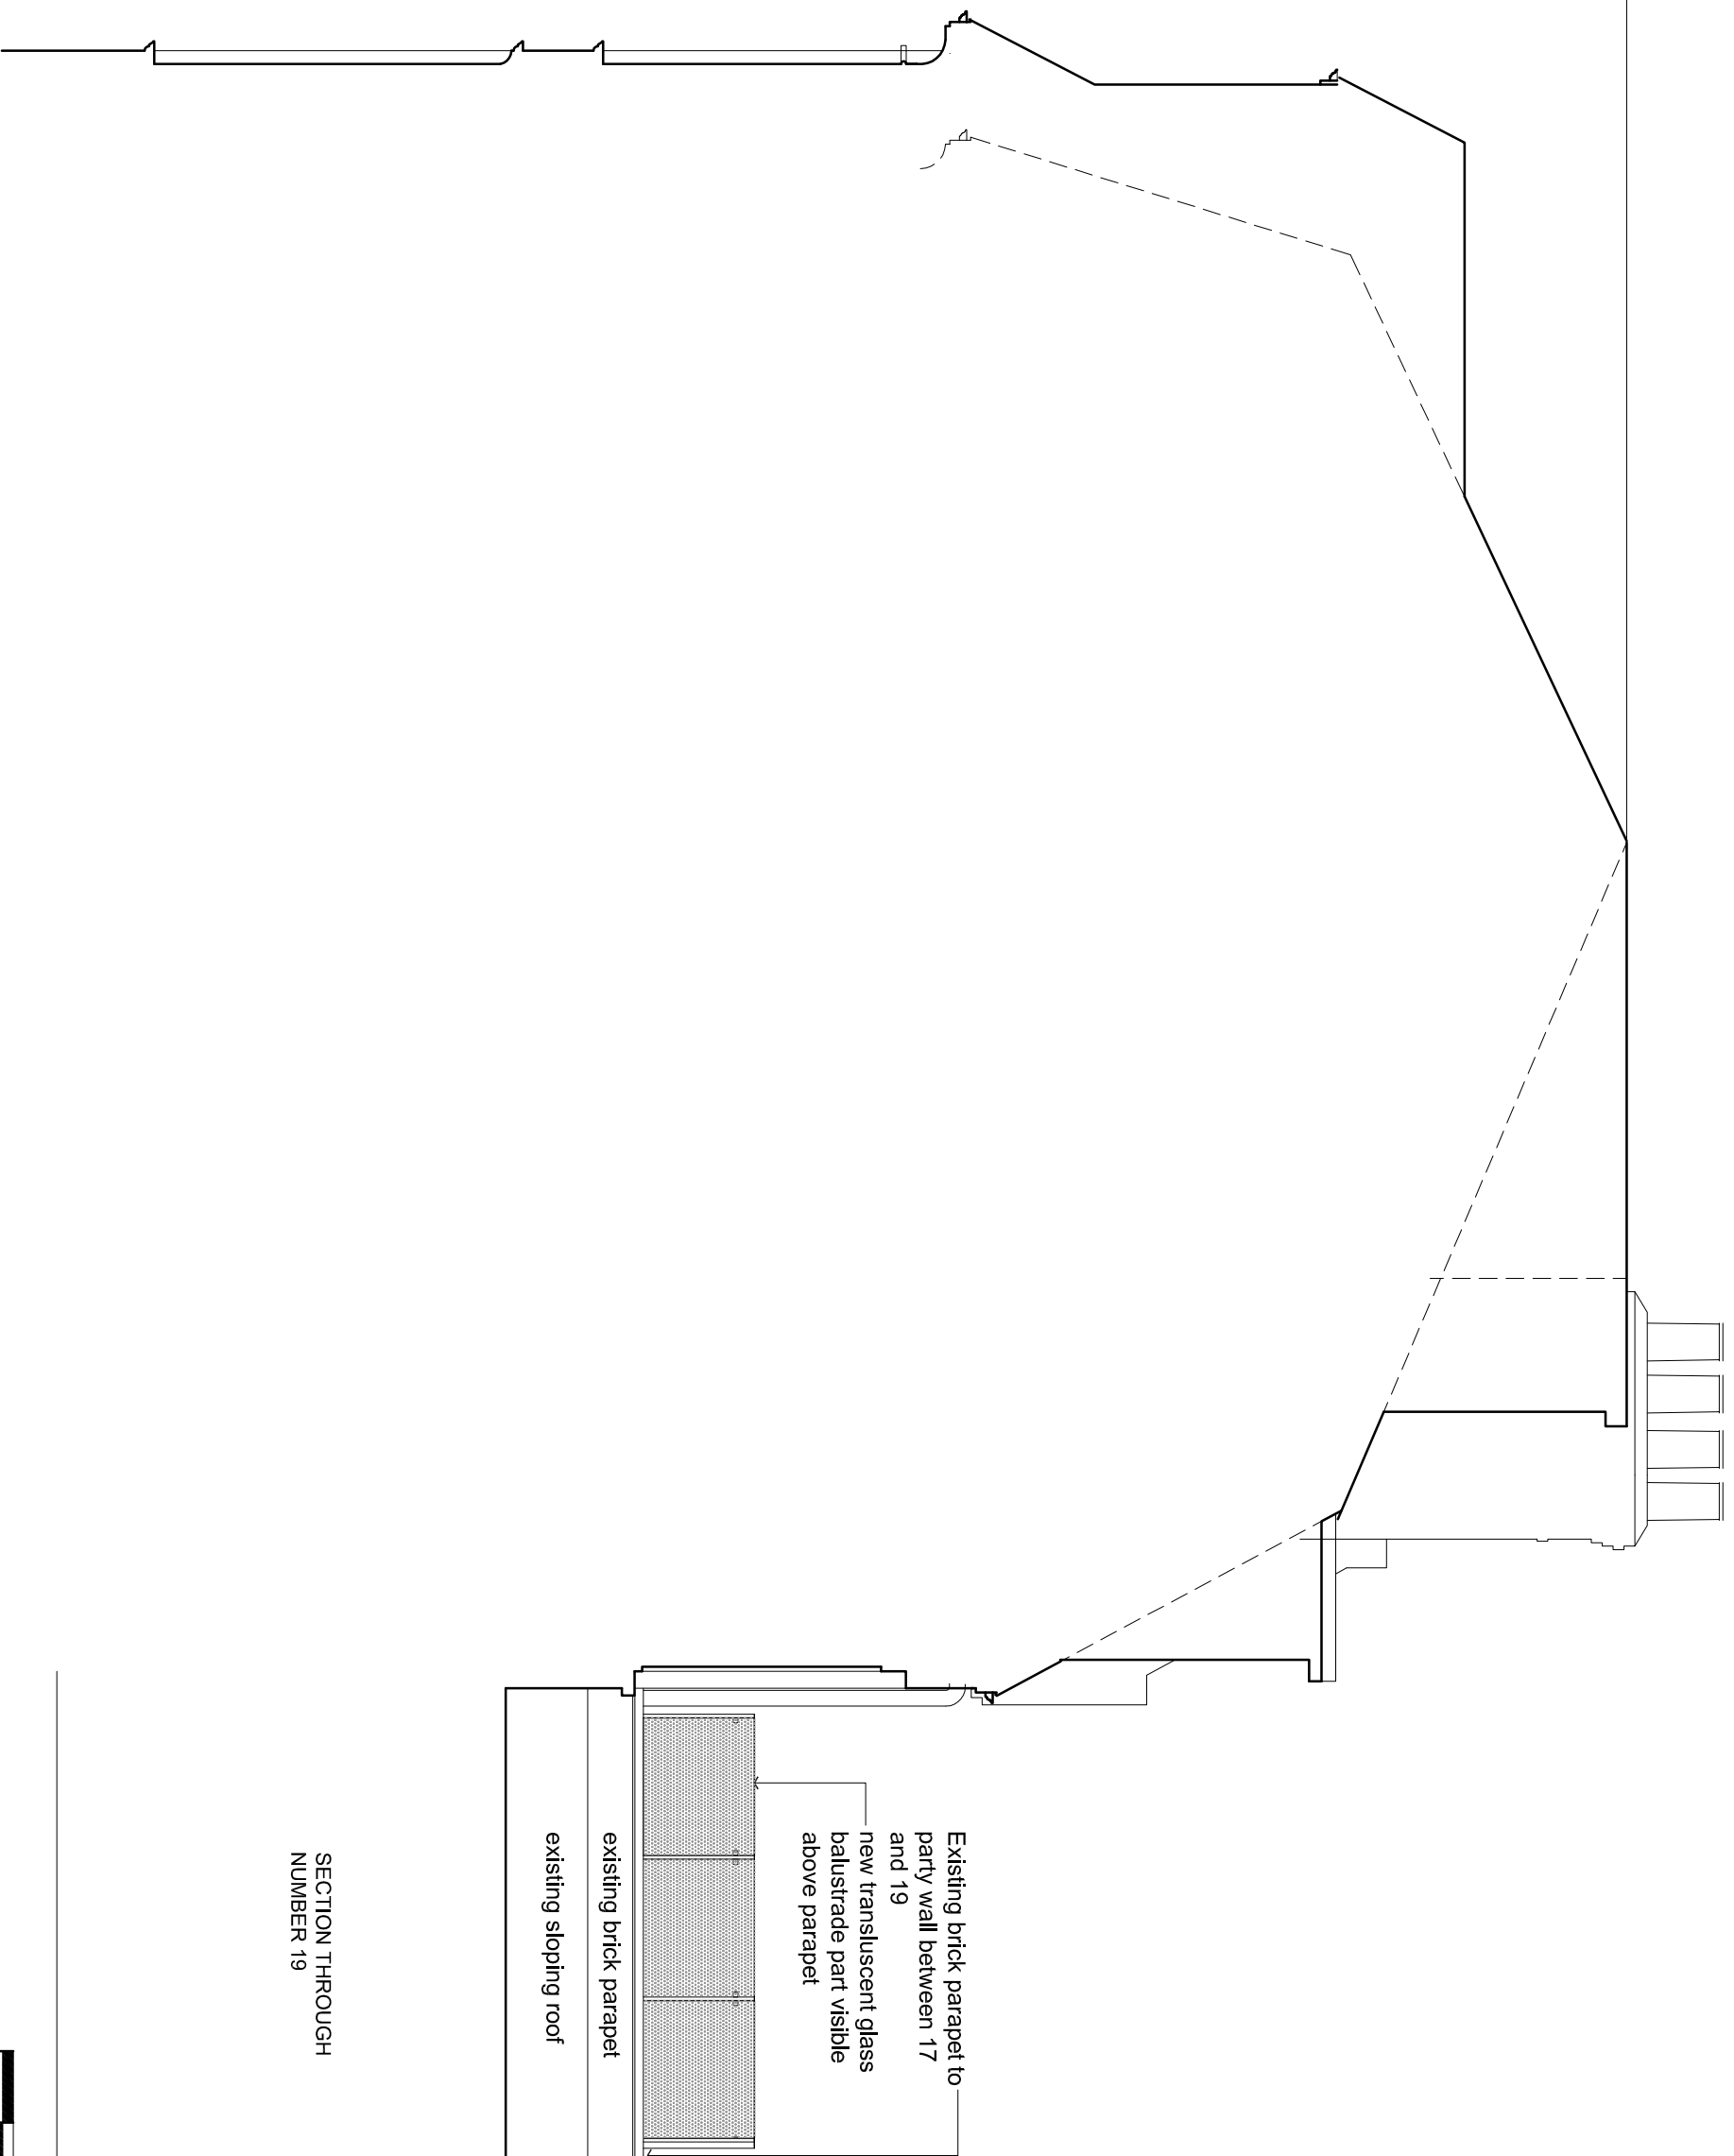 Existing brick parapet to
party wall between 17
and 19
new transluscent glass
balustrade part visible
above parapet
existing brick parapet
existing sloping roof
SECTION THROUGH
NUMBER 19